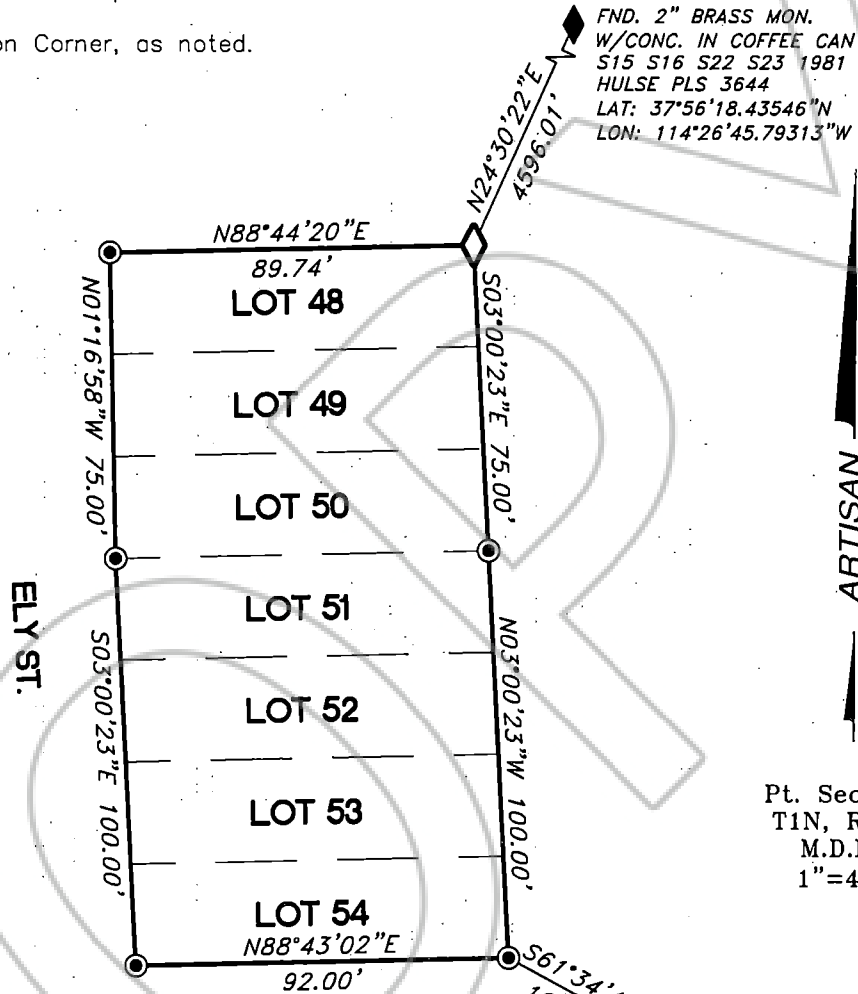 on Corner, as noted.
FND. 2" BRASS MON.
W/CONC. IN COFFEE CAN
S15 S16 S22 S23 1981
HULSE PLS 3644
LAT: 37°56'18.43546"N
LON: 114°26'45.79313"W
N24°30'22"E
4596.01'
N88°44'20"E
89.74'
LOT 48
N01°16'58"W 75.00'
S03°00'23"E 75.00'
LOT 49
LOT 50
LOT 51
ELY ST.
S03°00'23"E 100.00'
N03°00'23"W 100.00'
LOT 52
LOT 53
LOT 54
N88°43'02"E
92.00'
S61°34'
ARTISAN
Pt. Sec
T1N, R
M.D.
1"=4